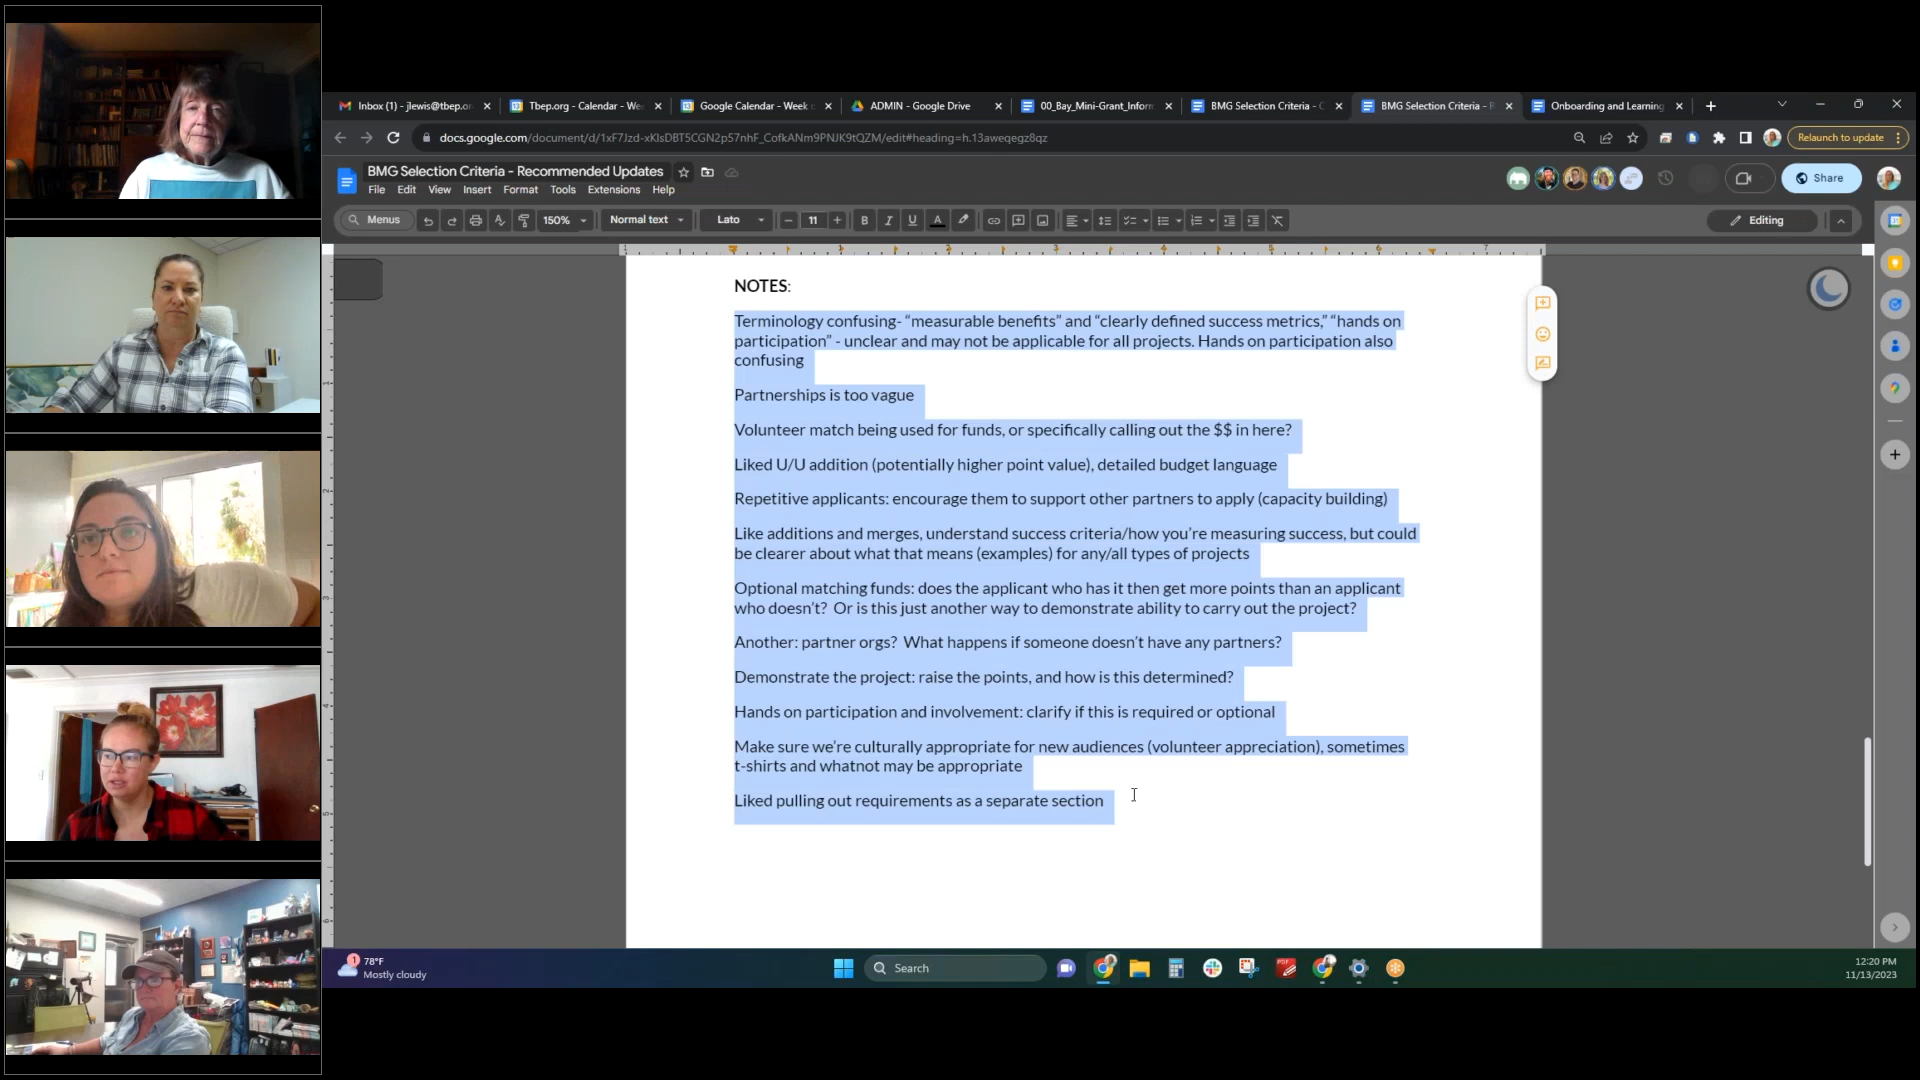 Inbox (1) - jlewis@tbep.or
Tbep.org - Calendar - We
Google Calendar - Week
ADMIN - Google Drive
00_Bay_Mini-Grant_Inform
BMG Selection Criteria - C
BMG Selection Criteria - R
Onboarding and Learning
docs.google.com/document/d/1xF7Jzd-xKlsDBT5CGN2p57nhF_CofkANm9PNJK9tQZM/edit#heading=h.13aweqegz8qz
Relaunch to update
BMG Selection Criteria - Recommended Updates
File Edit View Insert Format Tools Extensions Help
Share
Menus 150% Normal text Lato 11 Editing
NOTES:
Terminology confusing- “measurable benefits” and “clearly defined success metrics,” “hands on
participation” - unclear and may not be applicable for all projects. Hands on participation also
confusing
Partnerships is too vague
Volunteer match being used for funds, or specifically calling out the $$ in here?
Liked U/U addition (potentially higher point value), detailed budget language
Repetitive applicants: encourage them to support other partners to apply (capacity building)
Like additions and merges, understand success criteria/how you’re measuring success, but could
be clearer about what that means (examples) for any/all types of projects
Optional matching funds: does the applicant who has it then get more points than an applicant
who doesn’t? Or is this just another way to demonstrate ability to carry out the project?
Another: partner orgs? What happens if someone doesn’t have any partners?
Demonstrate the project: raise the points, and how is this determined?
Hands on participation and involvement: clarify if this is required or optional
Make sure we’re culturally appropriate for new audiences (volunteer appreciation), sometimes
t-shirts and whatnot may be appropriate
Liked pulling out requirements as a separate section
1
78°F
Mostly cloudy
Search
12:20 PM
11/13/2023